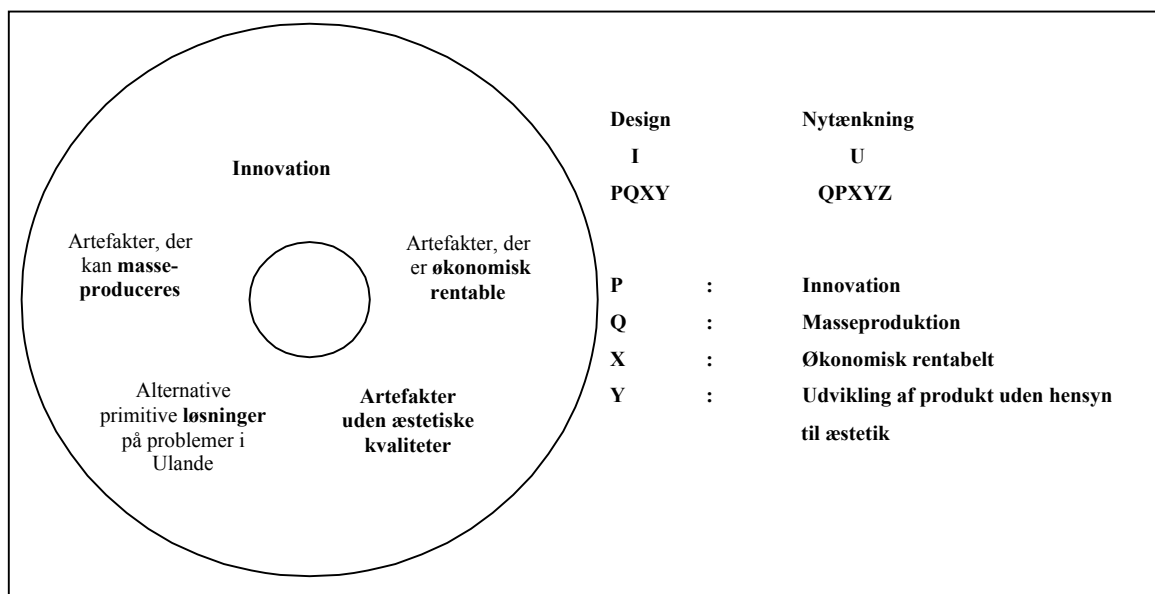 Innovation
Artefakter, der
kan masse-
produceres
Artefakter, der
er økonomisk
rentable
Alternative
primitive løsninger
på problemer i
Ulande
Artefakter
uden æstetiske
kvaliteter
Design Nytænkning
I U
PQXY QPXYZ
P : Innovation
Q : Masseproduktion
X : Økonomisk rentabelt
Y : Udvikling af produkt uden hensyn
til æstetik